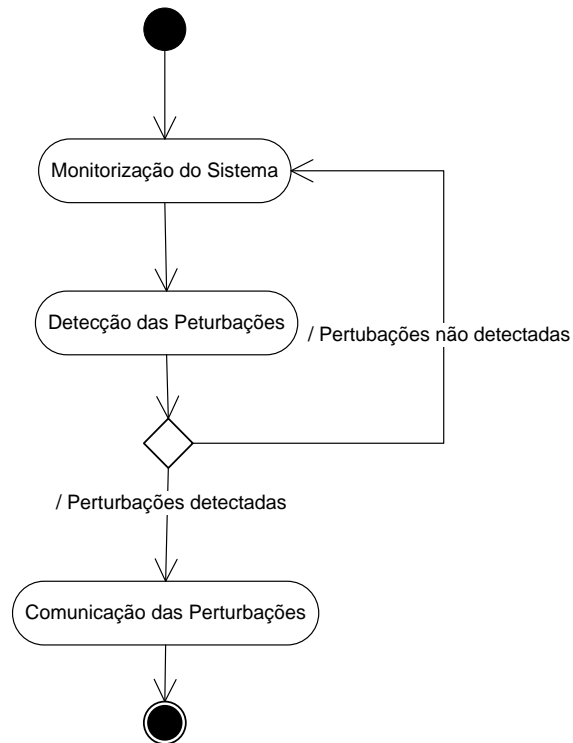 Monitorização do Sistema
Detecção das Peturbações
/ Pertubações não detectadas
/ Perturbações detectadas
Comunicação das Perturbações